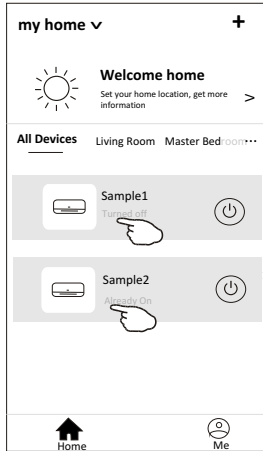 my home
Welcome home
Set your home location, get more
information
All Devices Living Room Master Bedroom
Sample1
Turned off
Sample2
Already On
Home Me